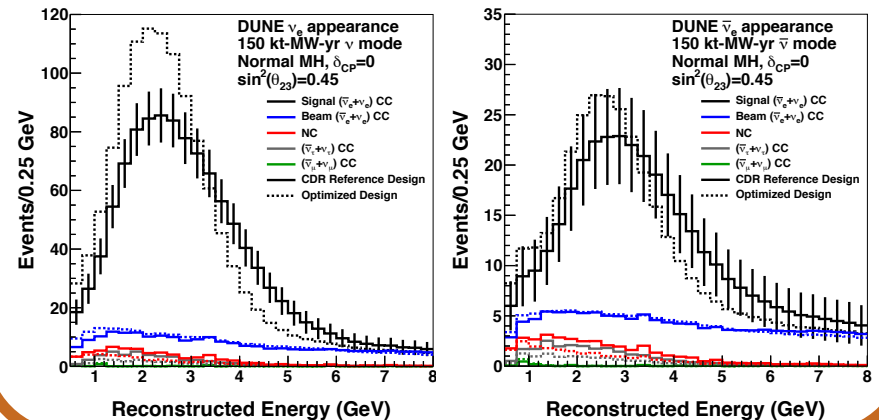 DUNE νe appearance
150 kt-MW-yr ν mode
Normal MH, δCP=0
sin²(θ23)=0.45
Signal (ν̄e+νe) CC
Beam (ν̄e+νe) CC
NC
(ν̄τ+ντ) CC
(ν̄μ+νμ) CC
CDR Reference Design
Optimized Design
Events/0.25 GeV
120
100
80
60
40
20
0
1 2 3 4 5 6 7 8
Reconstructed Energy (GeV)
DUNE ν̄e appearance
150 kt-MW-yr ν̄ mode
Normal MH, δCP=0
sin²(θ23)=0.45
Signal (ν̄e+νe) CC
Beam (ν̄e+νe) CC
NC
(ν̄τ+ντ) CC
(ν̄μ+νμ) CC
CDR Reference Design
Optimized Design
Events/0.25 GeV
35
30
25
20
15
10
5
0
1 2 3 4 5 6 7 8
Reconstructed Energy (GeV)